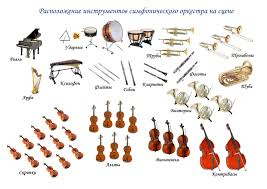 Расположение инструментов симфонического оркестра на сцене
Рояль
Ударные
Трубы
Тромбоны
Арфа
Ксилофон
Флейты
Гобои
Кларнеты
Фаготы
Туба
Валторны
Скрипки
Альты
Виолончели
Контрабасы